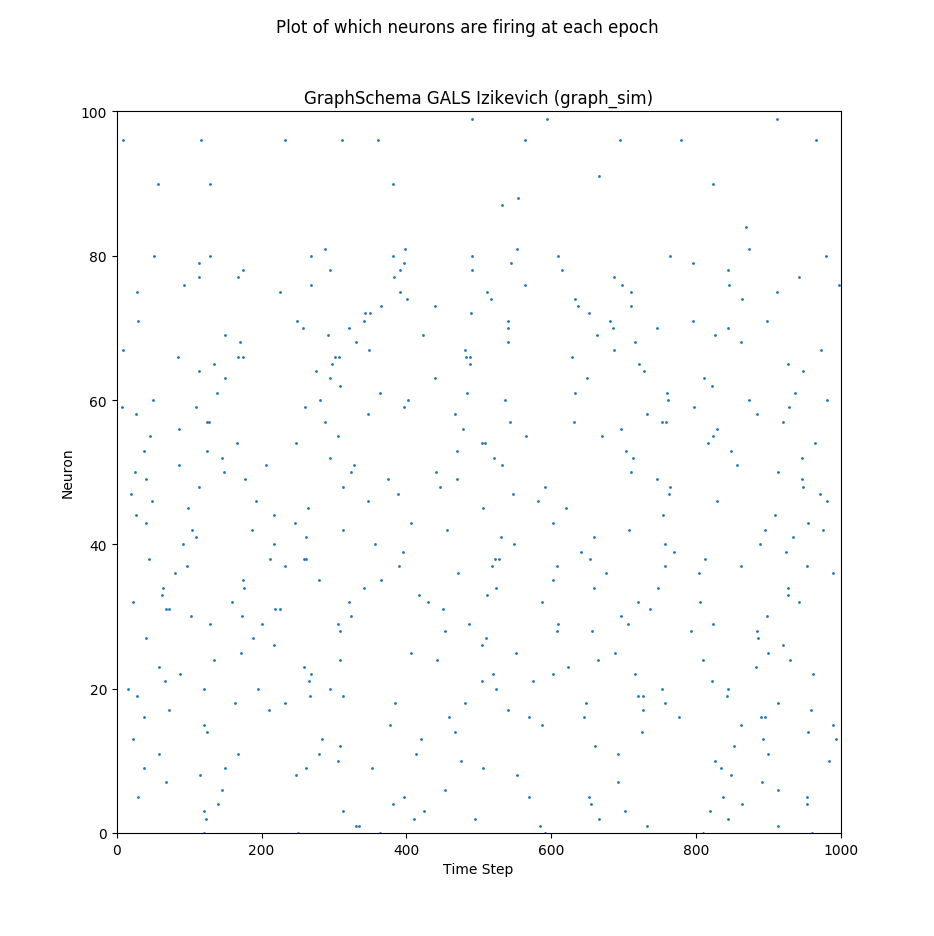 Plot of which neurons are firing at each epoch
GraphSchema GALS Izikevich (graph_sim)
100
80
60
40
20
0
Neuron
0 200 400 600 800 1000
Time Step